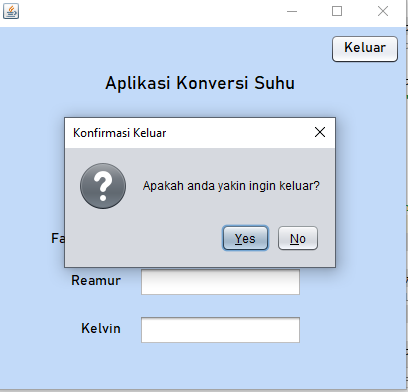 Keluar
Aplikasi Konversi Suhu
Konfirmasi Keluar
Apakah anda yakin ingin keluar?
Yes
No
Fa
Reamur
Kelvin